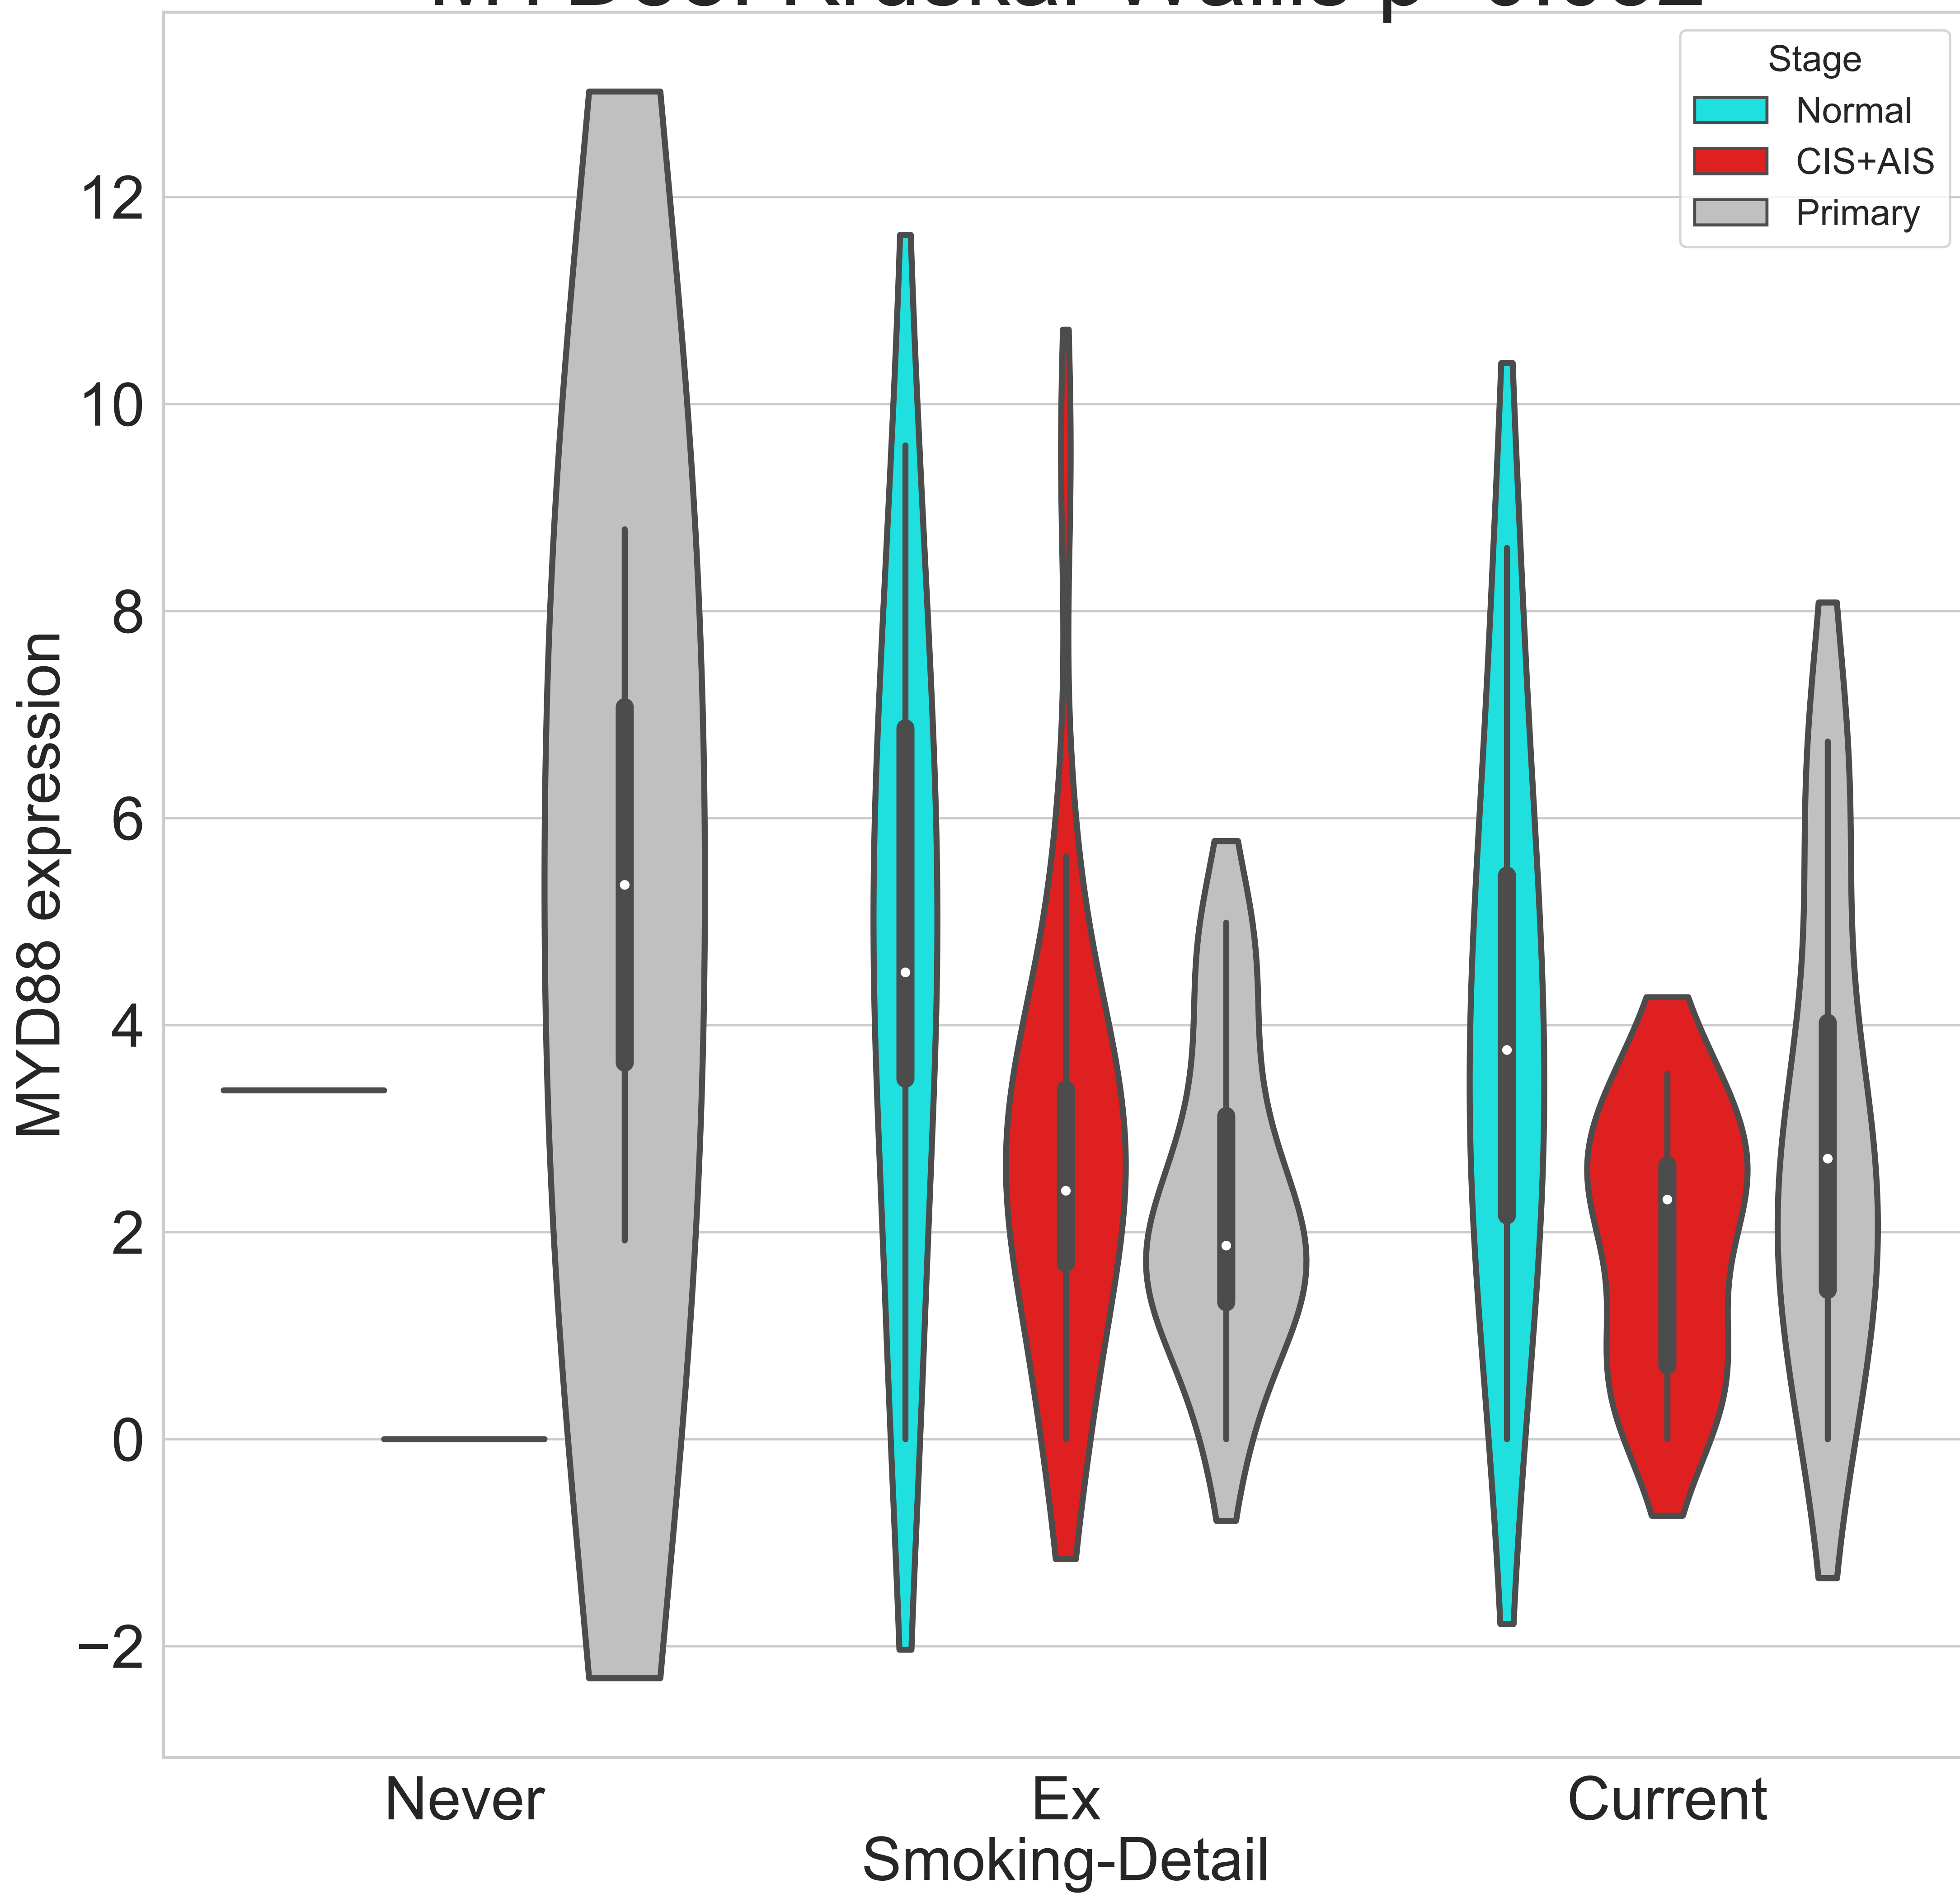 Stage
Normal
CIS+AIS
Primary
12
10
8
6
4
2
0
−2
MYD88 expression
Never Ex Current
Smoking-Detail